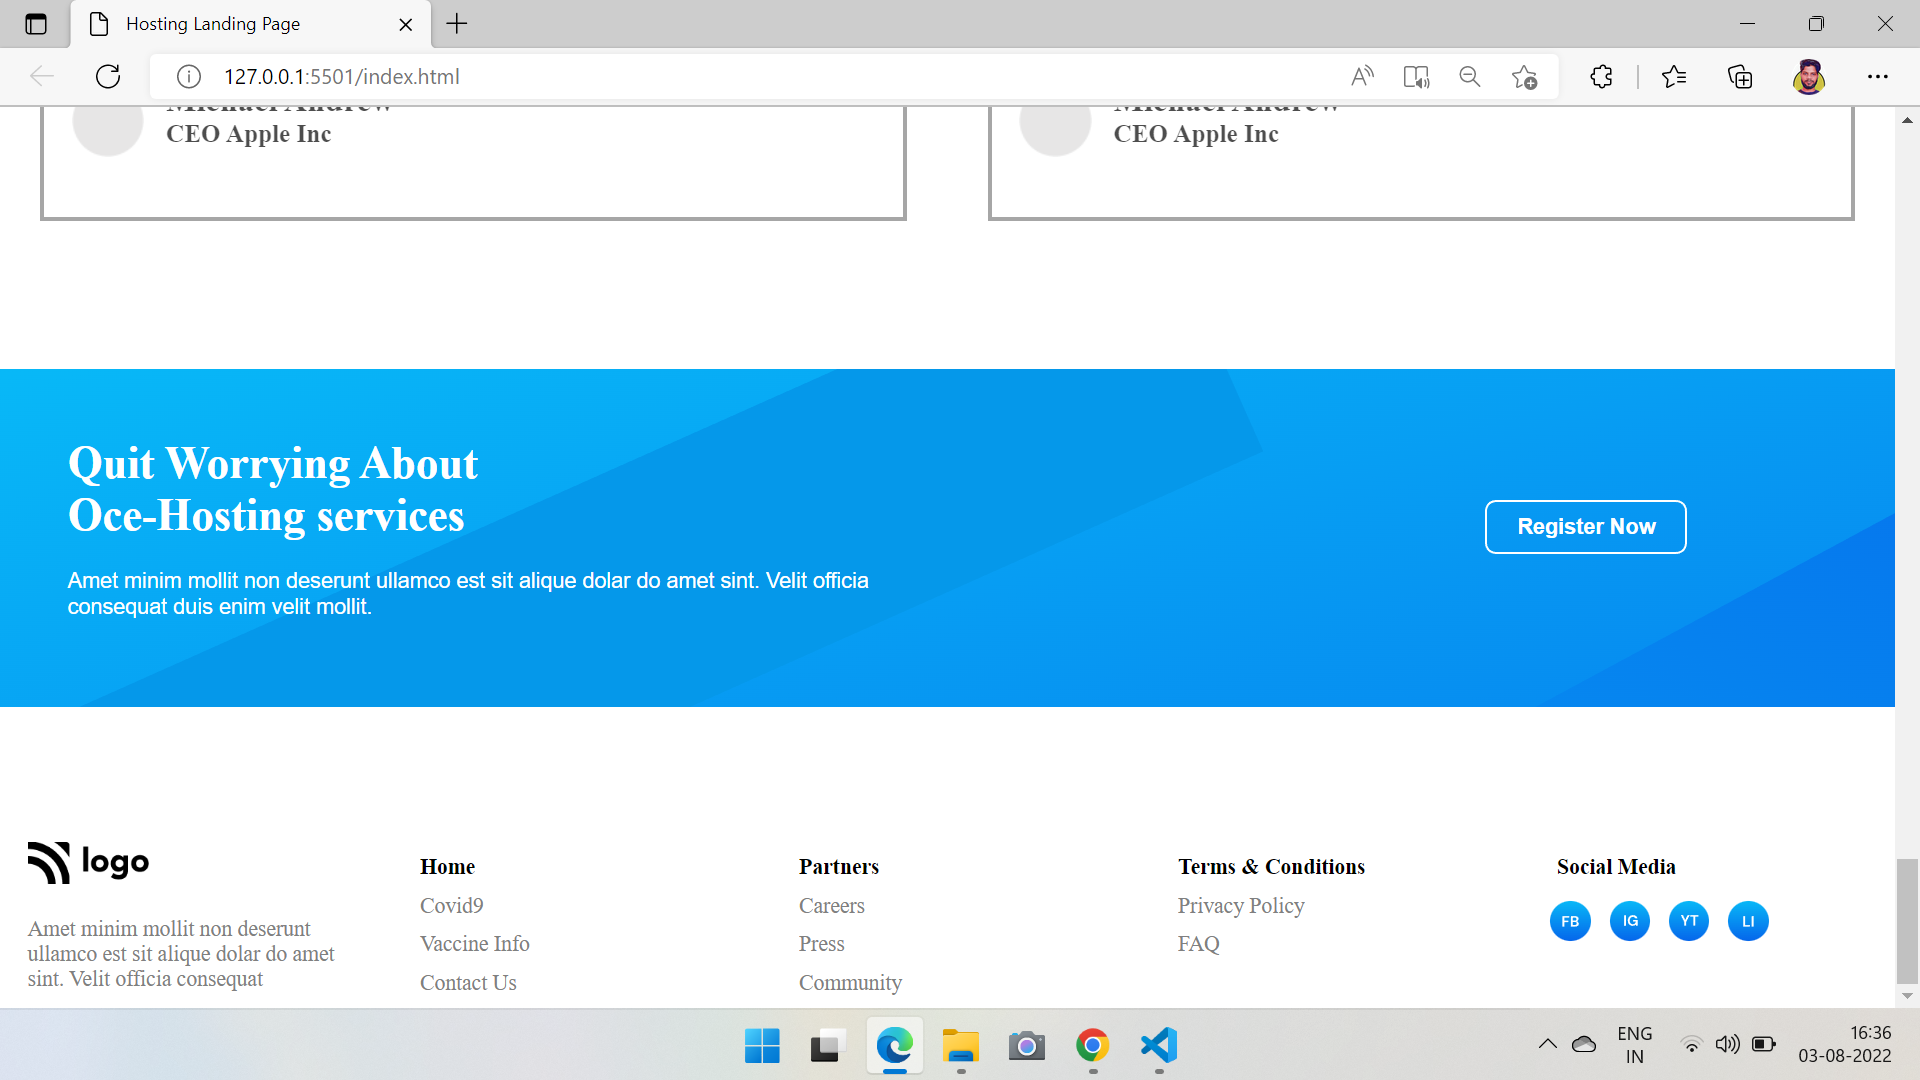 Hosting Landing Page
127.0.0.1:5501/index.html
Michael Andrew
CEO Apple Inc
Michael Andrew
CEO Apple Inc
Quit Worrying About
Oce-Hosting services
Amet minim mollit non deserunt ullamco est sit alique dolar do amet sint. Velit officia
consequat duis enim velit mollit.
Register Now
logo
Amet minim mollit non deserunt
ullamco est sit alique dolar do amet
sint. Velit officia consequat
Home
Covid9
Vaccine Info
Contact Us
Partners
Careers
Press
Community
Terms & Conditions
Privacy Policy
FAQ
Social Media
FB IG YT LI
ENG
IN
16:36
03-08-2022